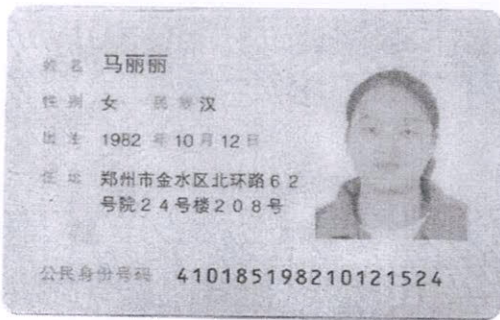 姓名 马丽丽
性别 女 民族 汉
出生 1982 年 10 月 12 日
住址 郑州市金水区北环路62
号院24号楼208号
公民身份号码 410185198210121524